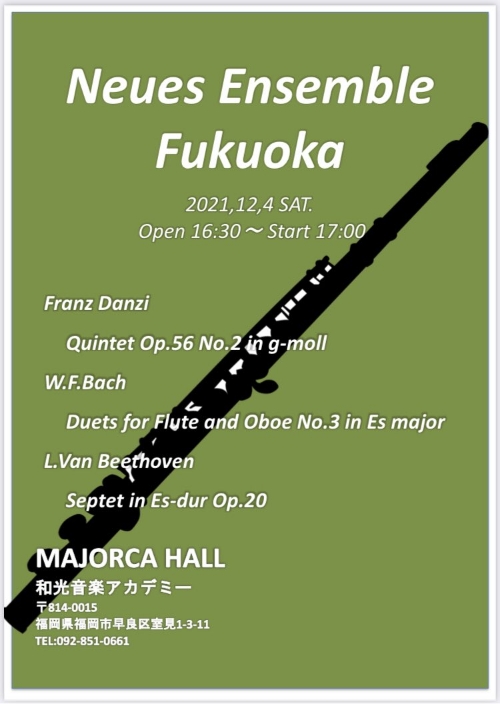 Neues Ensemble
Fukuoka
2021,12,4 SAT.
Open 16:30〜Start 17:00
Franz Danzi
Quintet Op.56 No.2 in g-moll
W.F.Bach
Duets for Flute and Oboe No.3 in Es major
L.Van Beethoven
Septet in Es-dur Op.20
MAJORCA HALL
和光音楽アカデミー
〒814-0015
福岡県福岡市早良区室見1-3-11
TEL:092-851-0661